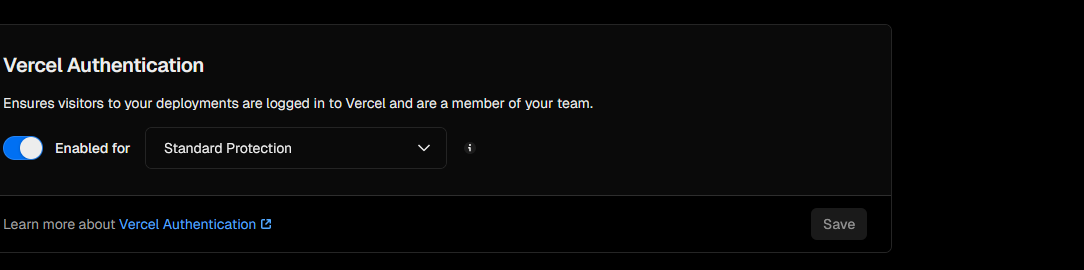 Vercel Authentication
Ensures visitors to your deployments are logged in to Vercel and are a member of your team.
Enabled for Standard Protection
Learn more about Vercel Authentication Save